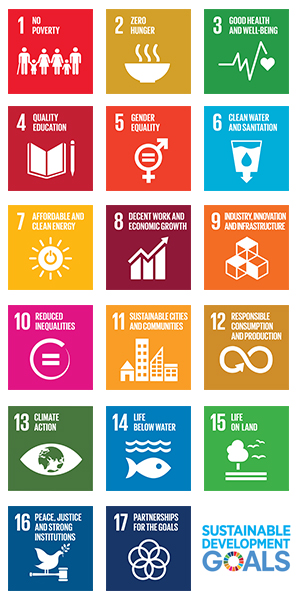 1 NO
POVERTY
2 ZERO
HUNGER
3 GOOD HEALTH
AND WELL-BEING
4 QUALITY
EDUCATION
5 GENDER
EQUALITY
6 CLEAN WATER
AND SANITATION
7 AFFORDABLE AND
CLEAN ENERGY
8 DECENT WORK AND
ECONOMIC GROWTH
9 INDUSTRY, INNOVATION
AND INFRASTRUCTURE
10 REDUCED
INEQUALITIES
11 SUSTAINABLE CITIES
AND COMMUNITIES
12 RESPONSIBLE
CONSUMPTION
AND PRODUCTION
13 CLIMATE
ACTION
14 LIFE
BELOW WATER
15 LIFE
ON LAND
16 PEACE, JUSTICE
AND STRONG
INSTITUTIONS
17 PARTNERSHIPS
FOR THE GOALS
SUSTAINABLE
DEVELOPMENT
GOALS